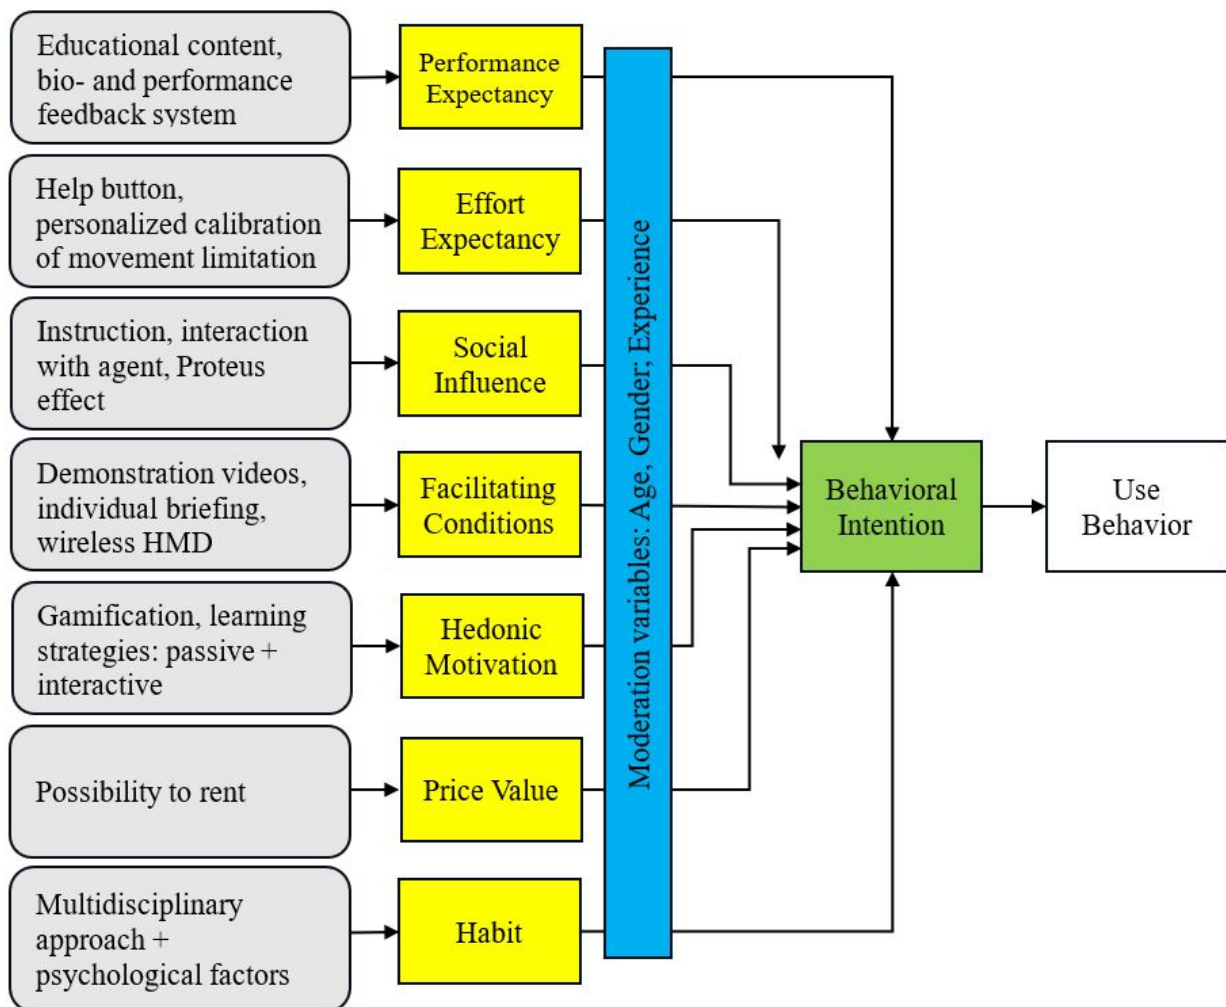 Educational content,
bio- and performance
feedback system
Performance
Expectancy
Help button,
personalized calibration
of movement limitation
Effort
Expectancy
Instruction, interaction
with agent, Proteus
effect
Social
Influence
Demonstration videos,
individual briefing,
wireless HMD
Facilitating
Conditions
Gamification, learning
strategies: passive +
interactive
Hedonic
Motivation
Possibility to rent
Price Value
Multidisciplinary
approach +
psychological factors
Habit
Moderation variables: Age, Gender; Experience
Behavioral
Intention
Use
Behavior